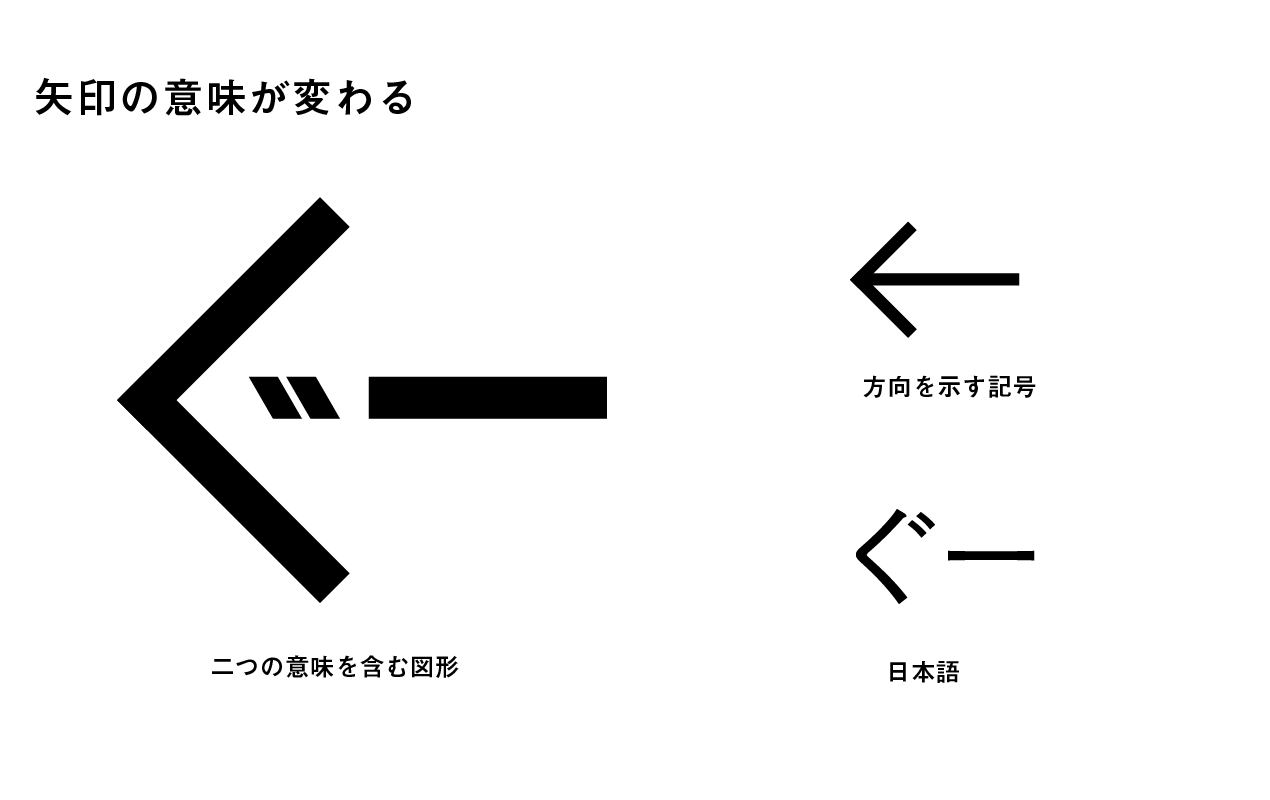 矢印の意味が変わる
←
方向を示す記号
ぐー
二つの意味を含む図形
日本語